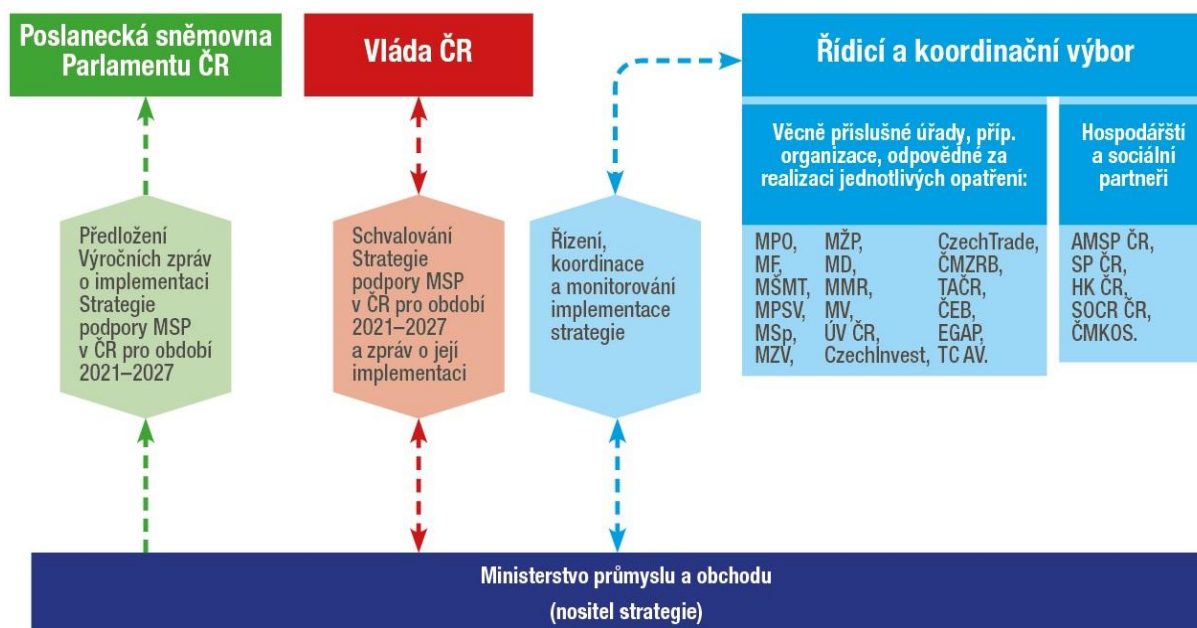 Poslanecká sněmovna
Parlamentu ČR
Vláda ČR
Řídicí a koordinační výbor
Věcně příslušné úřady, příp.
organizace, odpovědné za
realizaci jednotlivých opatření:
Hospodářští
a sociální
partneři
Předložení
Výročních zpráv
o implementaci
Strategie
podpory MSP
v ČR pro období
2021–2027
Schvalování
Strategie
podpory MSP
v ČR pro období
2021–2027
a zpráv o její
implementaci
Řízení,
koordinace
a monitorování
implementace
strategie
MPO, MŽP, CzechTrade,
MF, MD, ČMZRB,
MŠMT, MMR, TAČR,
MPSV, MV, ČEB,
MSp, ÚV ČR, EGAP,
MZV, CzechInvest, TC AV.
AMSP ČR,
SP ČR,
HK ČR,
SOCR ČR,
ČMKOS.
Ministerstvo průmyslu a obchodu
(nositel strategie)